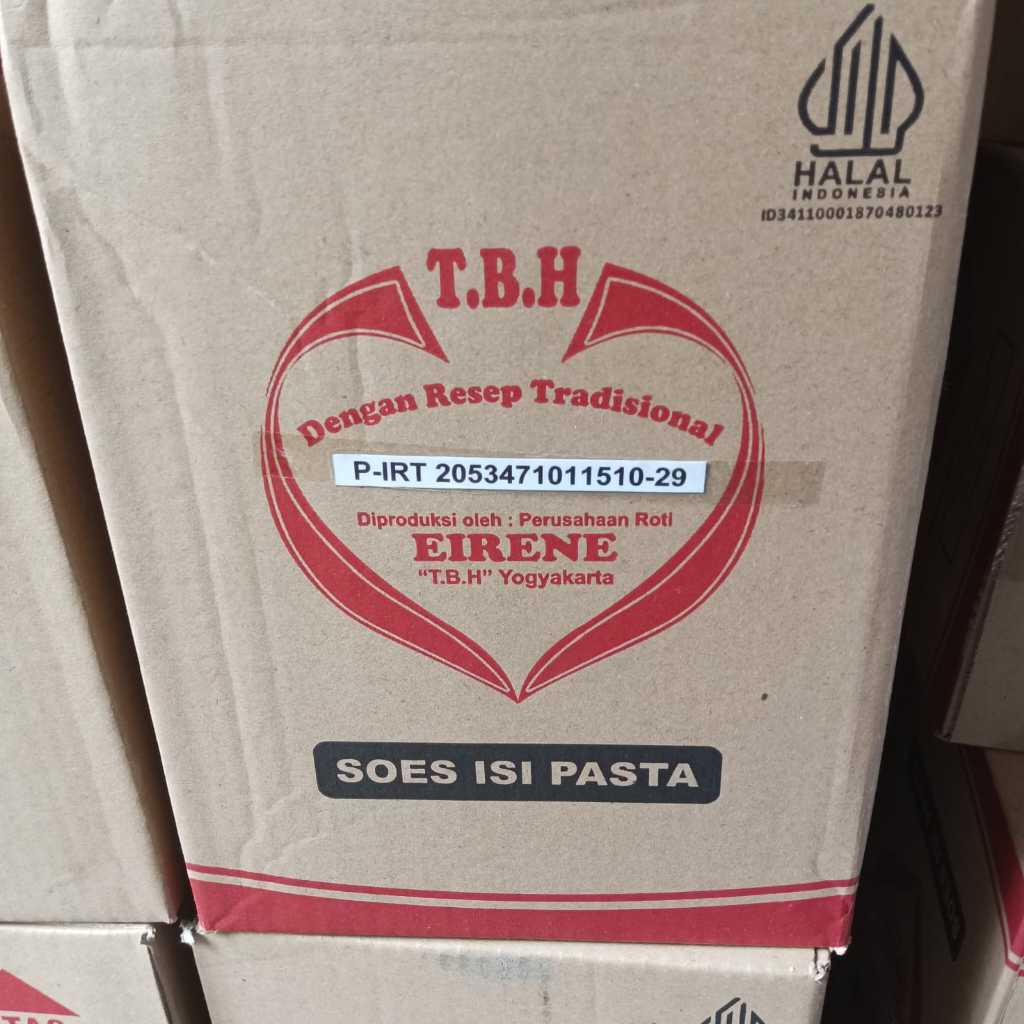 HALAL
INDONESIA
ID34110001870480123
T.B.H
Dengan Resep Tradisional
P-IRT 2053471011510-29
Diproduksi oleh : Perusahaan Roti
EIRENE
“T.B.H” Yogyakarta
SOES ISI PASTA